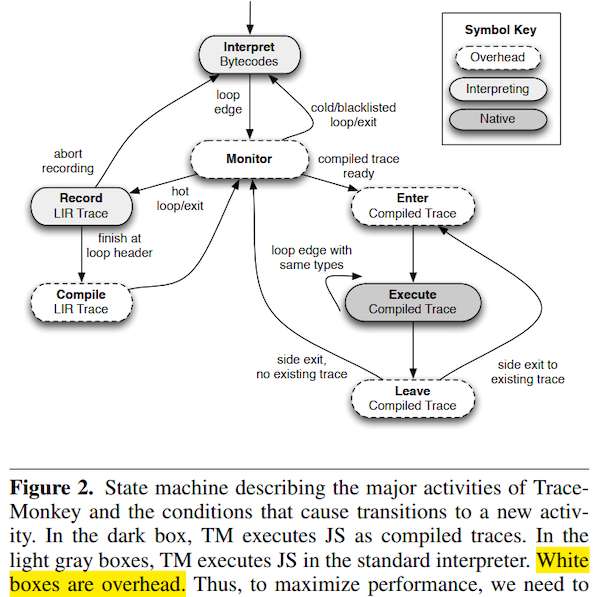 Symbol Key
Overhead
Interpreting
Native
Interpret
Bytecodes
loop
edge
cold/blacklisted
loop/exit
abort
recording
Monitor
compiled trace
ready
Record
LIR Trace
hot
loop/exit
Enter
Compiled Trace
finish at
loop header
loop edge with
same types
Compile
LIR Trace
Execute
Compiled Trace
side exit,
no existing trace
side exit to
existing trace
Leave
Compiled Trace
Figure 2. State machine describing the major activities of Trace-
Monkey and the conditions that cause transitions to a new activ-
ity. In the dark box, TM executes JS as compiled traces. In the
light gray boxes, TM executes JS in the standard interpreter. White
boxes are overhead. Thus, to maximize performance, we need to